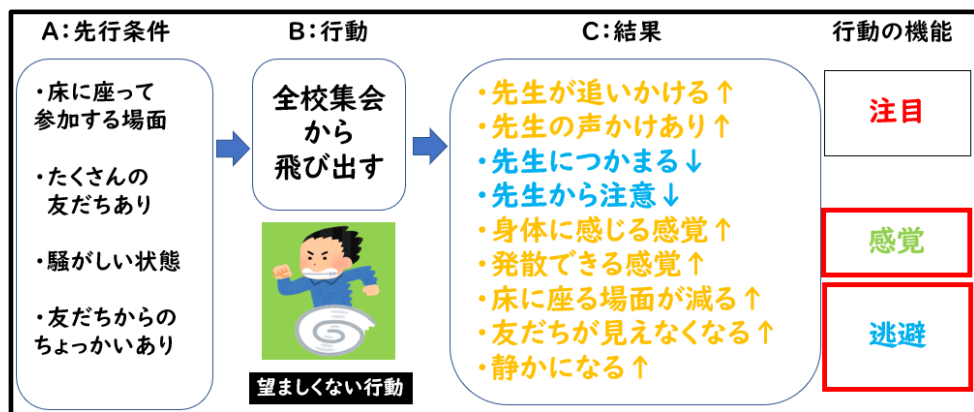 A:先行条件
B:行動
C:結果
行動の機能
・床に座って
参加する場面
・たくさんの
友だちあり
・騒がしい状態
・友だちからの
ちょっかいあり
全校集会
から
飛び出す
望ましくない行動
・先生が追いかける↑
・先生の声かけあり↑
・先生につかまる↓
・先生から注意↓
・身体に感じる感覚↑
・発散できる感覚↑
・床に座る場面が減る↑
・友だちが見えなくなる↑
・静かになる↑
注目
感覚
逃避